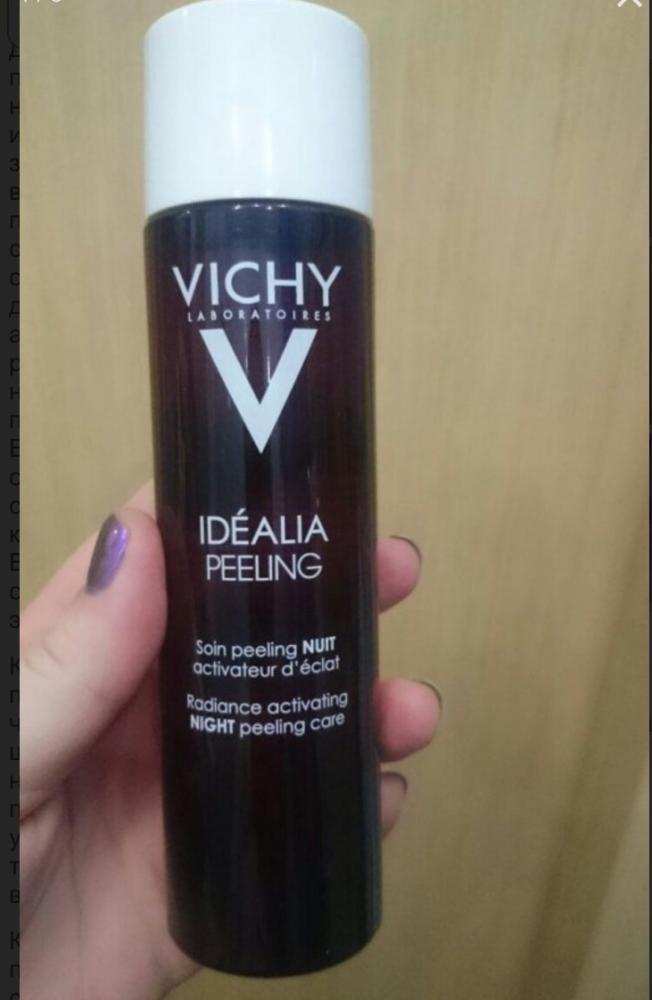 VICHY
LABORATOIRES
V
IDÉALIA
PEELING
Soin peeling NUIT
activateur d'éclat
Radiance activating
NIGHT peeling care